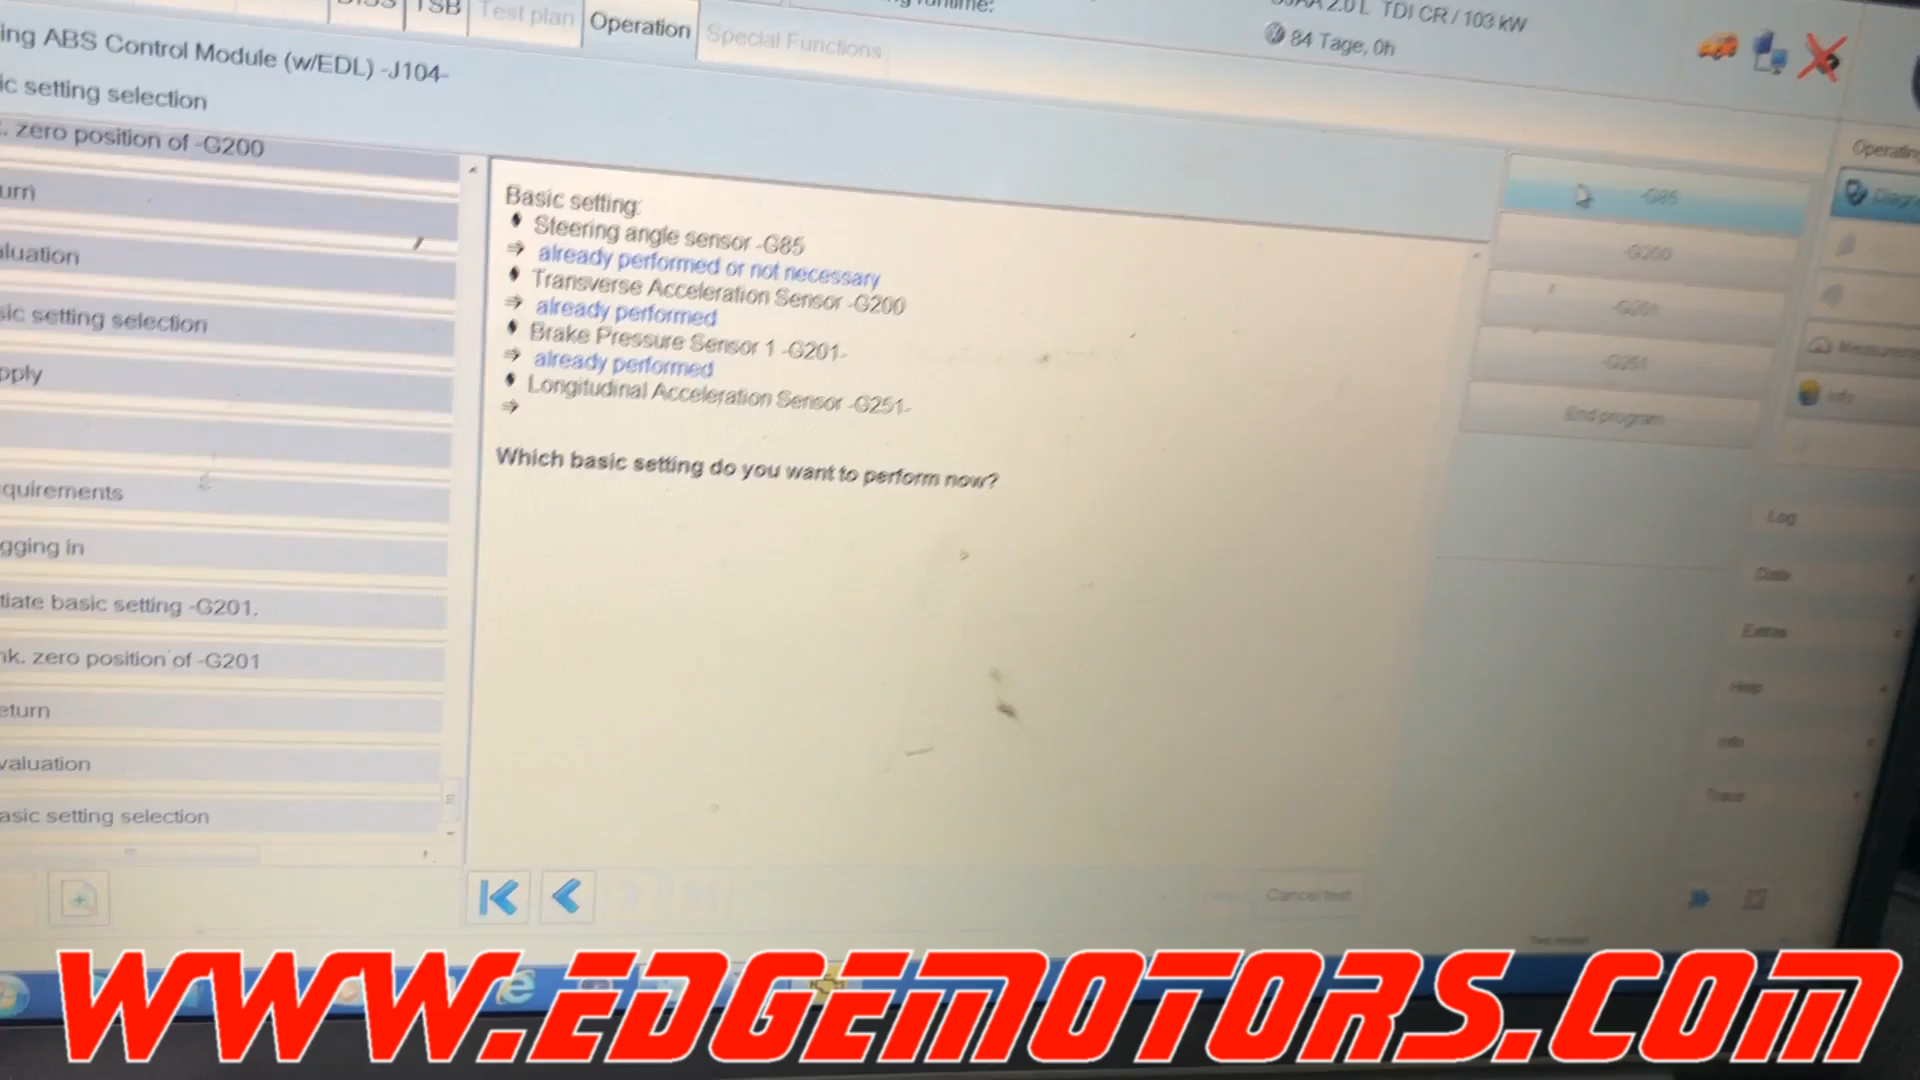 TSB
Test plan
Operation
Special Functions
TDI CR / 103 kW
84 Tage, 0h
ing ABS Control Module (w/EDL) -J104-
ic setting selection
. zero position of -G200
urn
aluation
sic setting selection
pply
quirements
gging in
tiate basic setting -G201.
nk. zero position of -G201
eturn
valuation
asic setting selection
Basic setting:
Steering angle sensor -G85
⇒ already performed or not necessary
Transverse Acceleration Sensor -G200
⇒ already performed
Brake Pressure Sensor 1 -G201-
⇒ already performed
Longitudinal Acceleration Sensor -G251-
⇒
Which basic setting do you want to perform now?
-G85
-G200
-G201
-G251
End program
Operating
Log
Data
Extras
Help
Info
Trace
Cancel test
WWW.EDGEMOTORS.COM